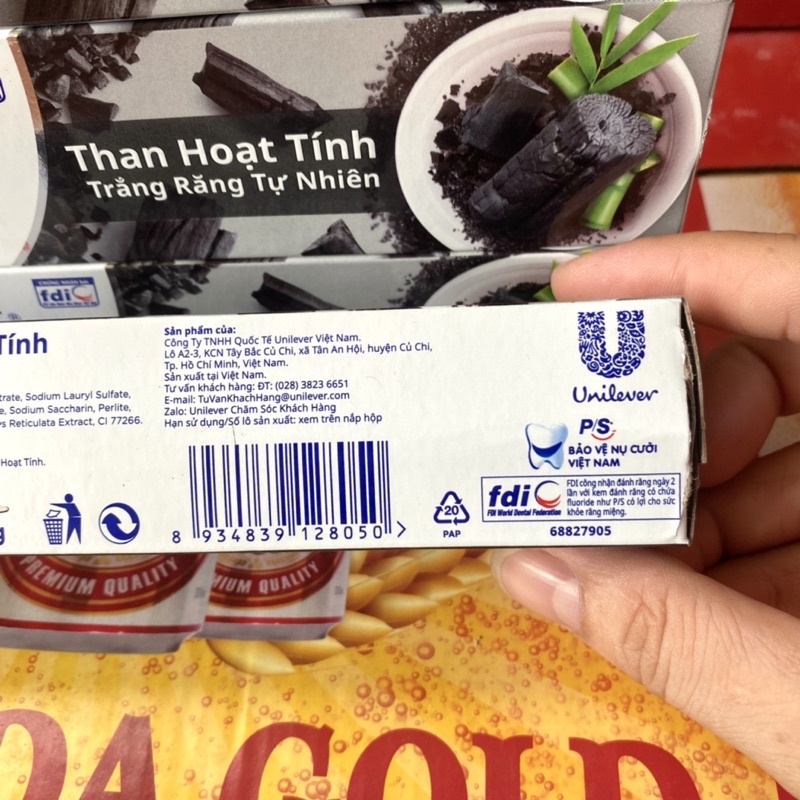 Than Hoạt Tính
Trắng Răng Tự Nhiên
fdi
Tính
Sản phẩm của:
Công Ty TNHH Quốc Tế Unilever Việt Nam.
Lô A2-3, KCN Tây Bắc Củ Chi, xã Tân An Hội, huyện Củ Chi,
Tp. Hồ Chí Minh, Việt Nam.
Sản xuất tại Việt Nam.
Tư vấn khách hàng: ĐT: (028) 3823 6651
E-mail: TuVanKhachHang@unilever.com
Zalo: Unilever Chăm Sóc Khách Hàng
Hạn sử dụng/Số lô sản xuất: xem trên nắp hộp
Sodium Lauryl Sulfate,
Sodium Saccharin, Perlite,
Reticulata Extract, CI 77266.
Hoạt Tính.
8 934839 128050 >
20
PAP
Unilever
P/S
BẢO VỆ NỤ CƯỜI
VIỆT NAM
fdi
FDI World Dental Federation
FDI công nhận đánh răng ngày 2
lần với kem đánh răng có chứa
fluoride như P/S có lợi cho sức
khỏe răng miệng.
68827905
PREMIUM QUALITY
MIUM QUALITY
GOLD